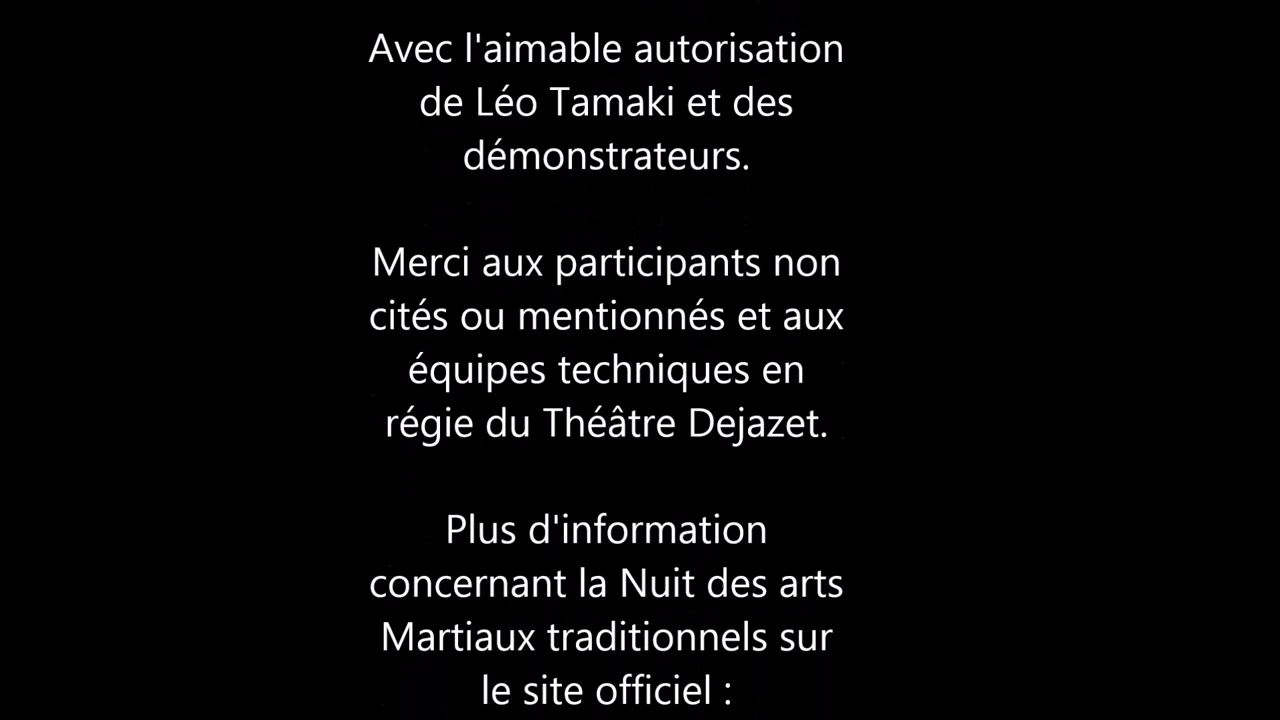 Avec l'aimable autorisation
de Léo Tamaki et des
démonstrateurs.
Merci aux participants non
cités ou mentionnés et aux
équipes techniques en
régie du Théâtre Dejazet.
Plus d'information
concernant la Nuit des arts
Martiaux traditionnels sur
le site officiel :